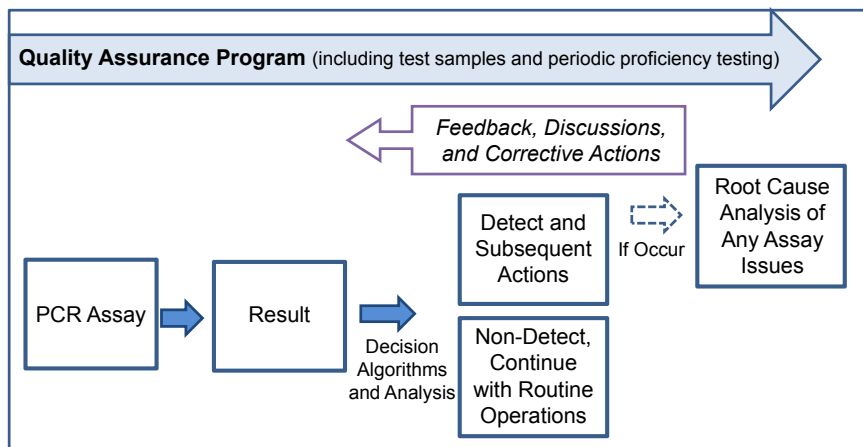 Quality Assurance Program (including test samples and periodic proficiency testing)
Feedback, Discussions,
and Corrective Actions
Root Cause
Analysis of
Any Assay
Issues
Detect and
Subsequent
Actions
If Occur
PCR Assay
Result
Decision
Algorithms
and Analysis
Non-Detect,
Continue
with Routine
Operations